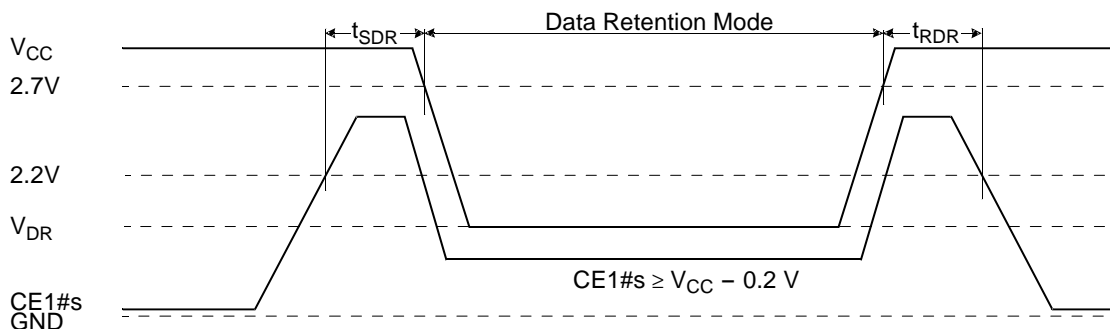 Data Retention Mode
tSDR
tRDR
VCC
2.7V
2.2V
VDR
CE1#s ≥ VCC − 0.2 V
CE1#s
GND